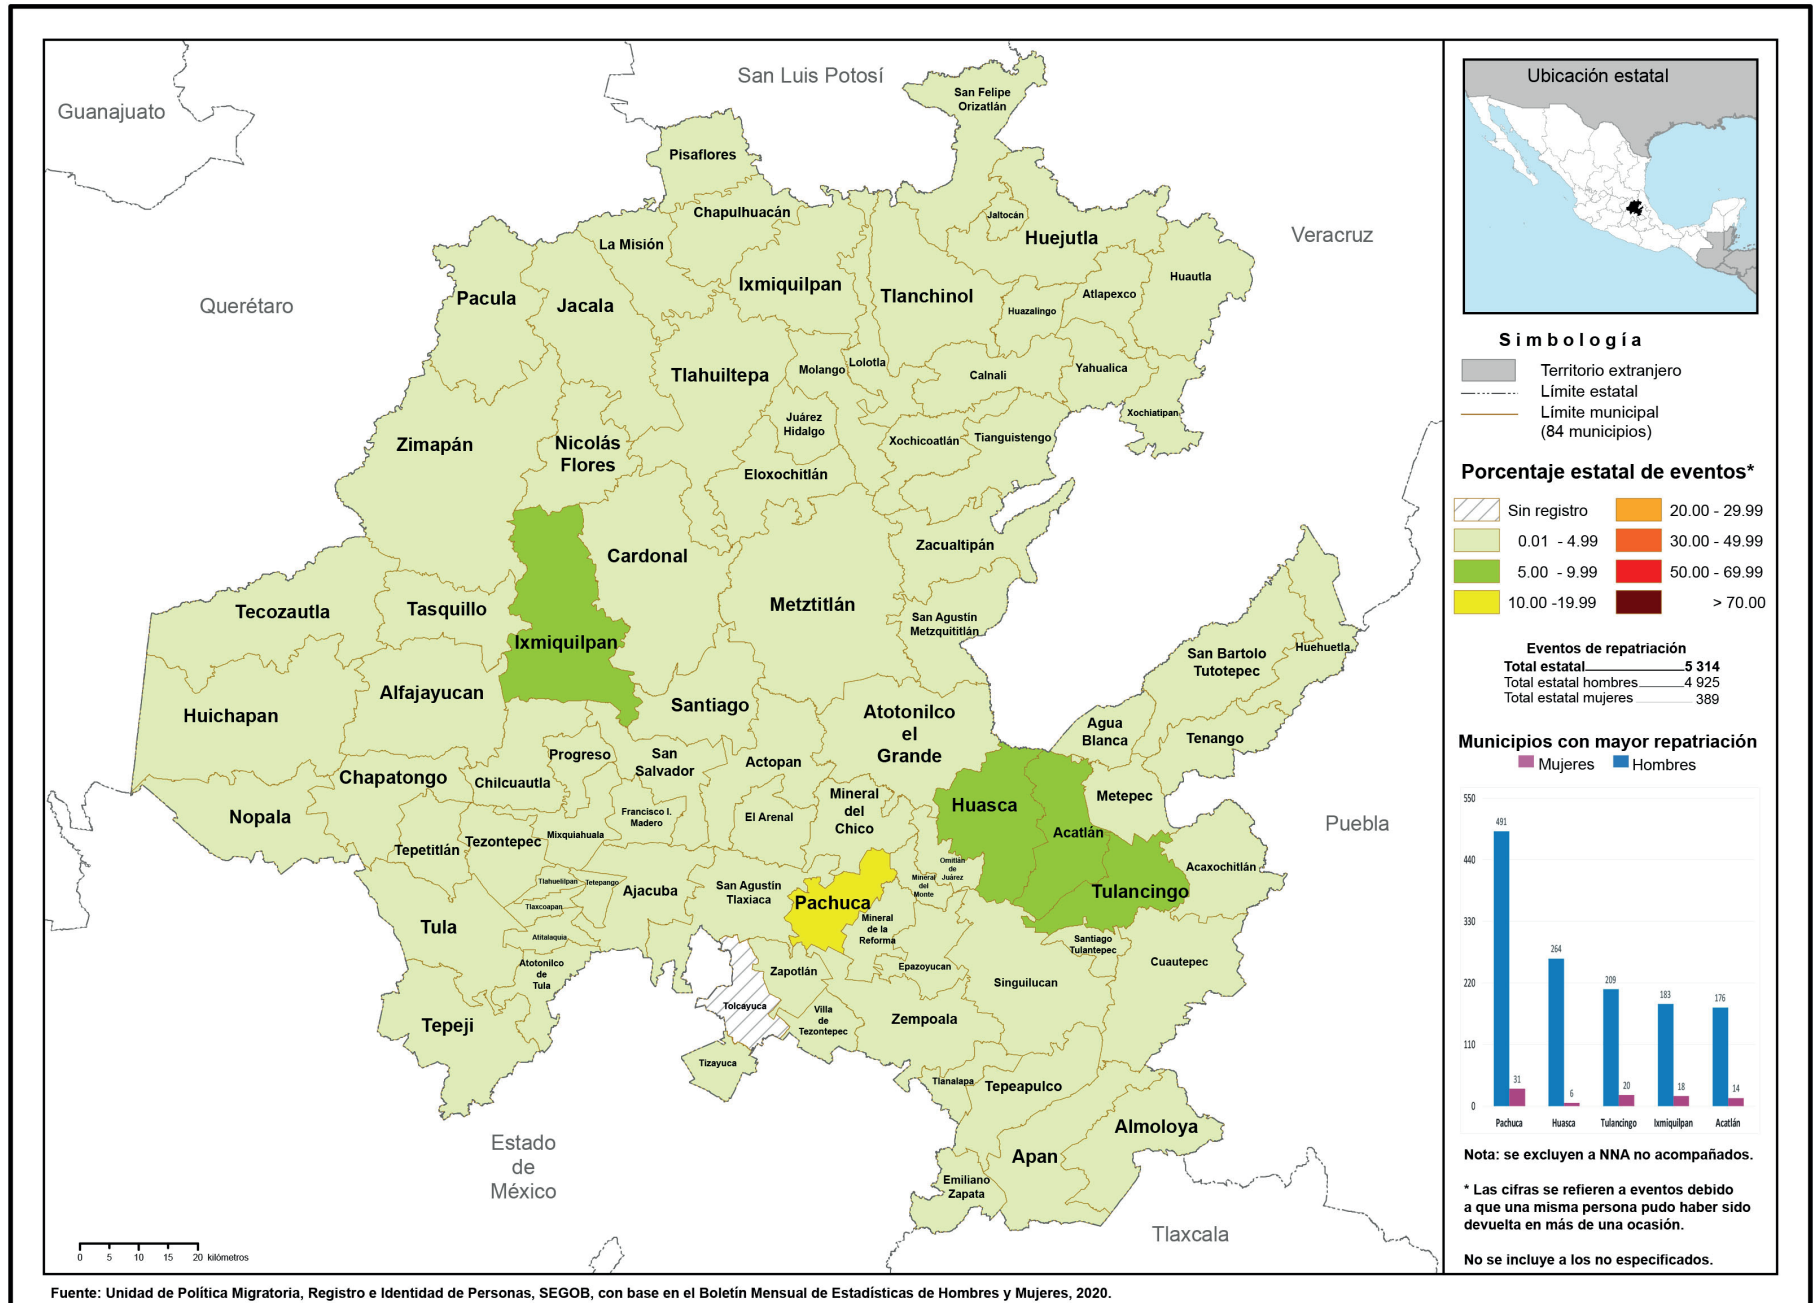 Guanajuato
San Luis Potosí
Querétaro
Veracruz
Puebla
Tlaxcala
Estado
de
México
San Felipe
Orizatlán
Pisaflores
Chapulhuacán
La Misión
Jaltocán
Huejutla
Huautla
Pacula
Jacala
Ixmiquilpan
Tlanchinol
Huazalingo
Atlapexco
Tlahuiltepa
Molango
Lolotla
Calnali
Yahualica
Xochiatipan
Zimapán
Nicolás
Flores
Juárez
Hidalgo
Xochicoatlán
Tianguistengo
Eloxochitlán
Cardonal
Zacualtipán
Tecozautla
Tasquillo
Metztitlán
San Agustín
Metzquititlán
Ixmiquilpan
San Bartolo
Tutotepec
Huehuetla
Huichapan
Alfajayucan
Santiago
Atotonilco
el
Grande
Agua
Blanca
Tenango
Chapatongo
Progreso
San
Salvador
Actopan
Chilcuautla
Nopala
Mineral
del
Chico
Huasca
Metepec
Francisco I.
Madero
El Arenal
Acatlán
Tepetitlán
Tezontepec
Mixquiahuala
Omitlán
de
Juárez
Acaxochitlán
Tlahuelilpan
Tetepango
Ajacuba
San Agustín
Tlaxiaca
Mineral
del
Monte
Tulancingo
Tlaxcoapan
Pachuca
Tula
Mineral
de la
Reforma
Atitalaquia
Santiago
Tulantepec
Atotonilco
de
Tula
Zapotlán
Epazoyucan
Singuilucan
Cuautepec
Tepeji
Tolcayuca
Villa
de
Tezontepec
Zempoala
Tizayuca
Tlanalapa
Tepeapulco
Almoloya
Apan
Emiliano
Zapata
0 5 10 15 20 kilómetros
Ubicación estatal
Simbología
Territorio extranjero
Límite estatal
Límite municipal
(84 municipios)
Porcentaje estatal de eventos*
Sin registro
0.01 - 4.99
5.00 - 9.99
10.00 -19.99
20.00 - 29.99
30.00 - 49.99
50.00 - 69.99
> 70.00
Eventos de repatriación
Total estatal 5 314
Total estatal hombres 4 925
Total estatal mujeres 389
Municipios con mayor repatriación
Mujeres Hombres
550
440
330
220
110
0
491 31
264 6
209 20
183 18
176 14
Pachuca Huasca Tulancingo Ixmiquilpan Acatlán
Nota: se excluyen a NNA no acompañados.
* Las cifras se refieren a eventos debido
a que una misma persona pudo haber sido
devuelta en más de una ocasión.
No se incluye a los no especificados.
Fuente: Unidad de Política Migratoria, Registro e Identidad de Personas, SEGOB, con base en el Boletín Mensual de Estadísticas de Hombres y Mujeres, 2020.